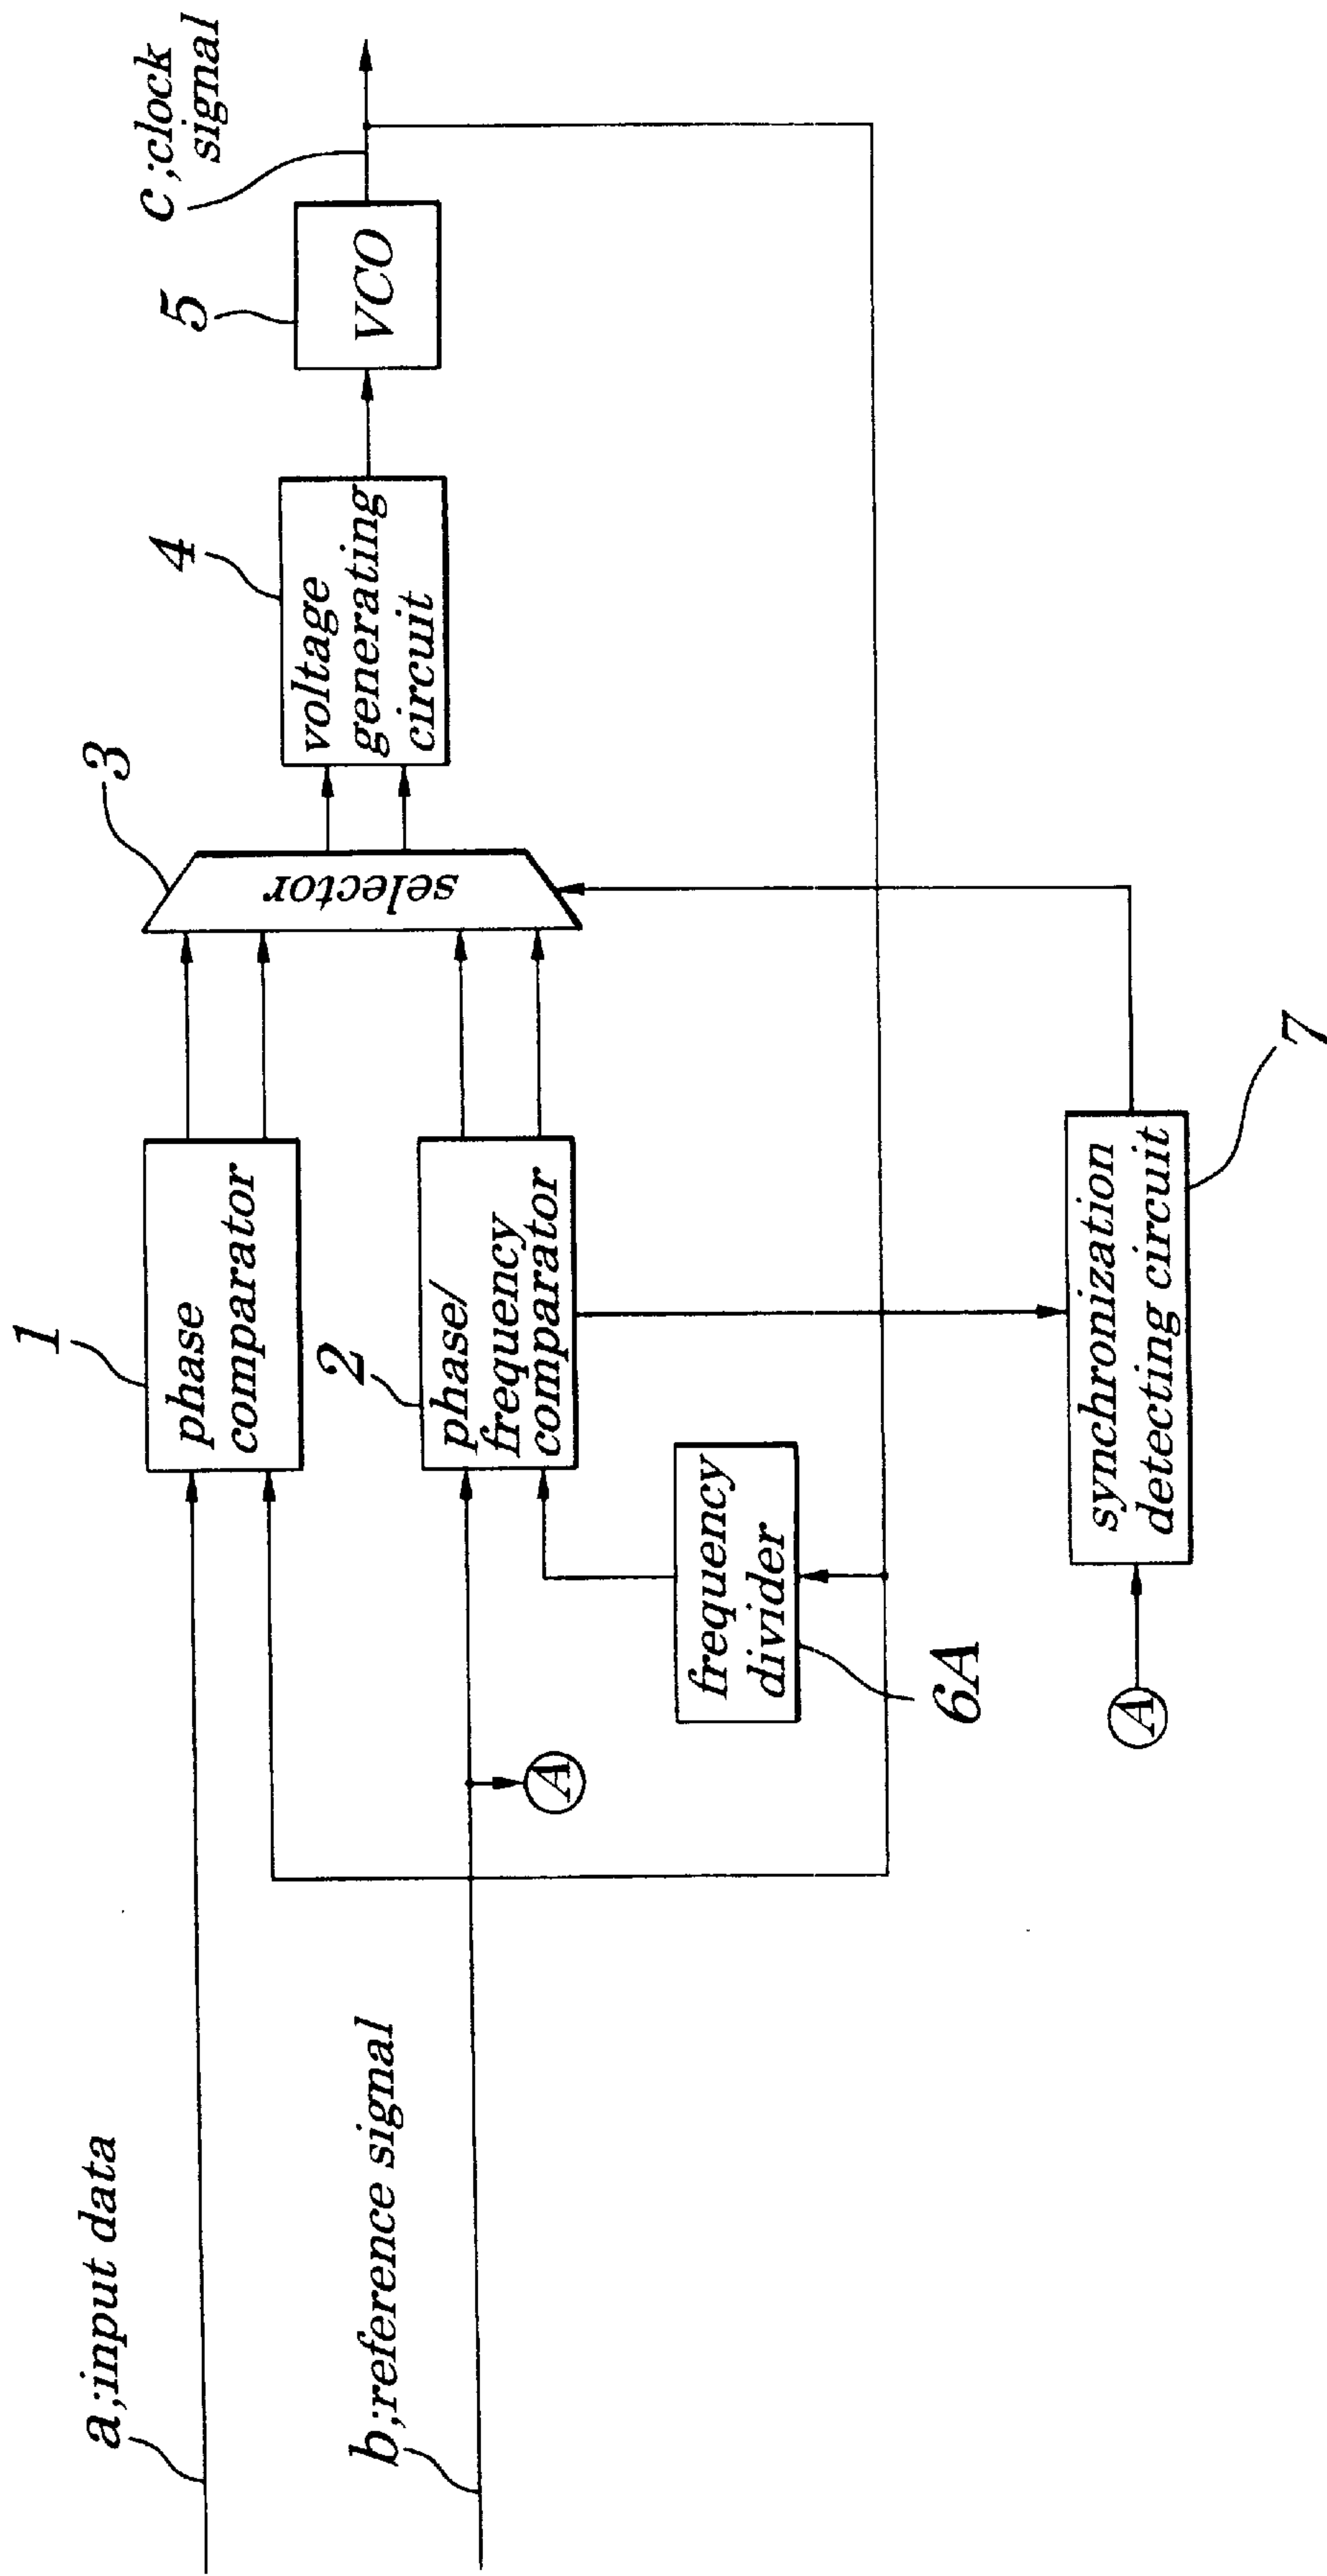 a;input data
b;reference signal
1
phase
comparator
2
phase/
frequency
comparator
A
frequency
divider
6A
3
selector
4
voltage
generating
circuit
5
VCO
c;clock
signal
A
synchronization
detecting circuit
7